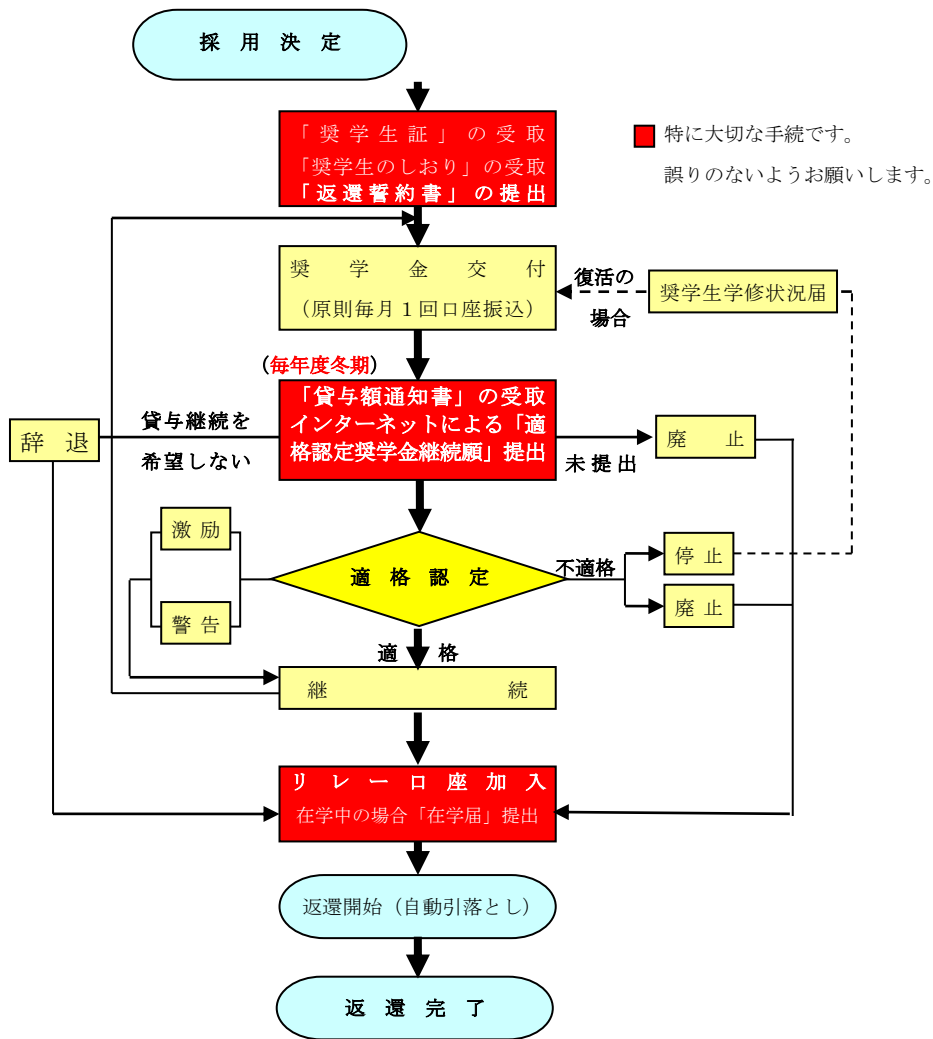 採用決定
「奨学生証」の受取
「奨学生のしおり」の受取
「返還誓約書」の提出
特に大切な手続です。
誤りのないようお願いします。
奨学金交付
（原則毎月１回口座振込）
復活の
場合
奨学生学修状況届
（毎年度冬期）
「貸与額通知書」の受取
インターネットによる「適
格認定奨学金継続願」提出
辞退
貸与継続を
希望しない
未提出
廃止
激励
警告
適格認定
不適格
停止
廃止
適格
継続
リレー口座加入
在学中の場合「在学届」提出
返還開始（自動引落とし）
返還完了